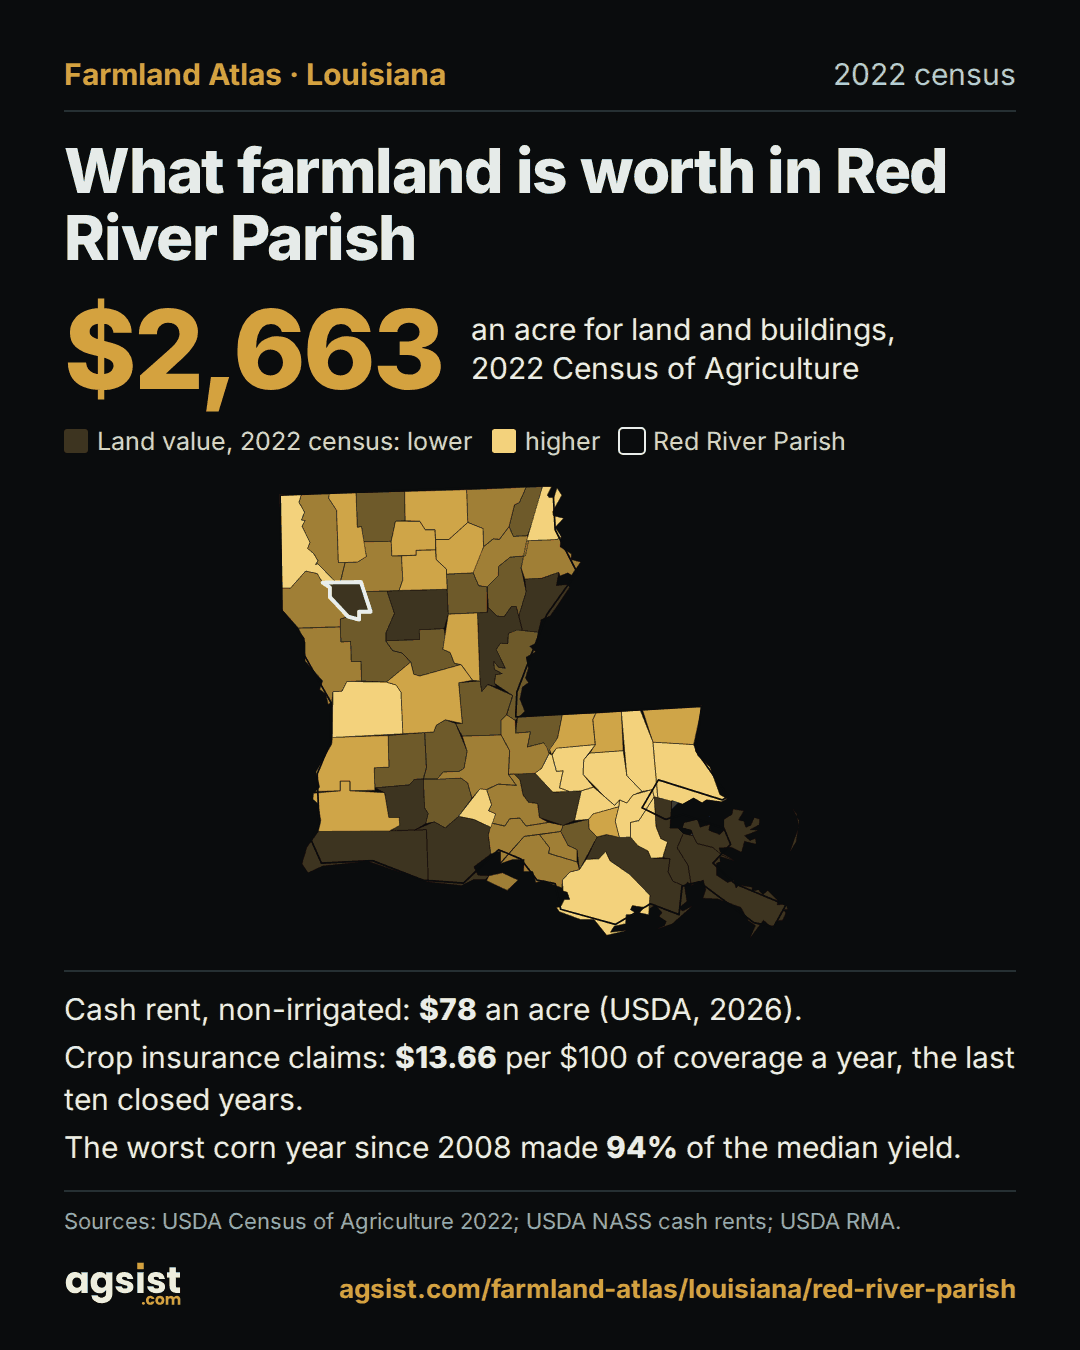 Farmland Atlas · Louisiana
2022 census
What farmland is worth in Red
River Parish
$2,663
an acre for land and buildings,
2022 Census of Agriculture
Land value, 2022 census: lower
higher
Red River Parish
Cash rent, non-irrigated: $78 an acre (USDA, 2026).
Crop insurance claims: $13.66 per $100 of coverage a year, the last
ten closed years.
The worst corn year since 2008 made 94% of the median yield.
Sources: USDA Census of Agriculture 2022; USDA NASS cash rents; USDA RMA.
agsist
.com
agsist.com/farmland-atlas/louisiana/red-river-parish